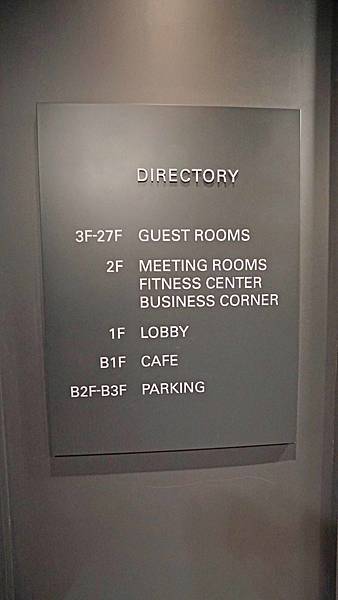 DIRECTORY
3F-27F GUEST ROOMS
2F MEETING ROOMS
FITNESS CENTER
BUSINESS CORNER
1F LOBBY
B1F CAFE
B2F-B3F PARKING